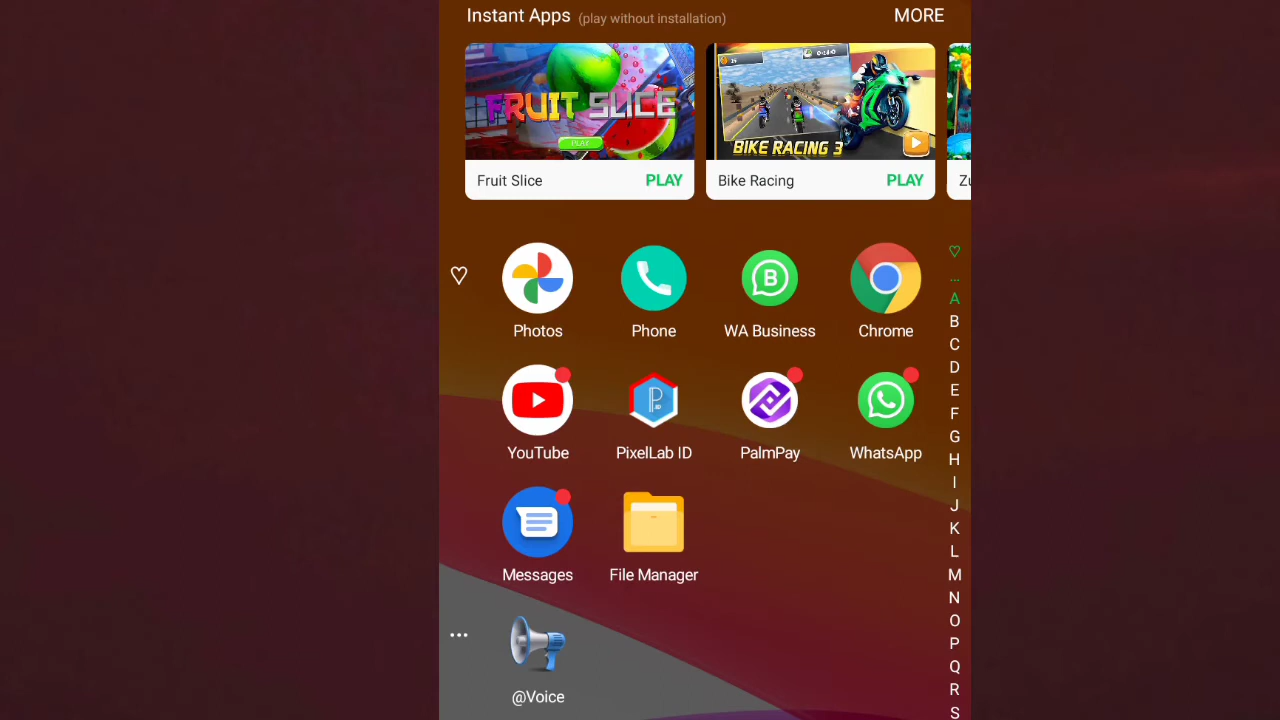 Instant Apps (play without installation) MORE
FRUIT SLICE
PLAY
BIKE RACING 3
Fruit Slice PLAY
Bike Racing PLAY
Zu
Photos Phone WA Business Chrome
YouTube PixelLab ID PalmPay WhatsApp
Messages File Manager
@Voice
...
A
B
C
D
E
F
G
H
I
J
K
L
M
N
O
P
Q
R
S